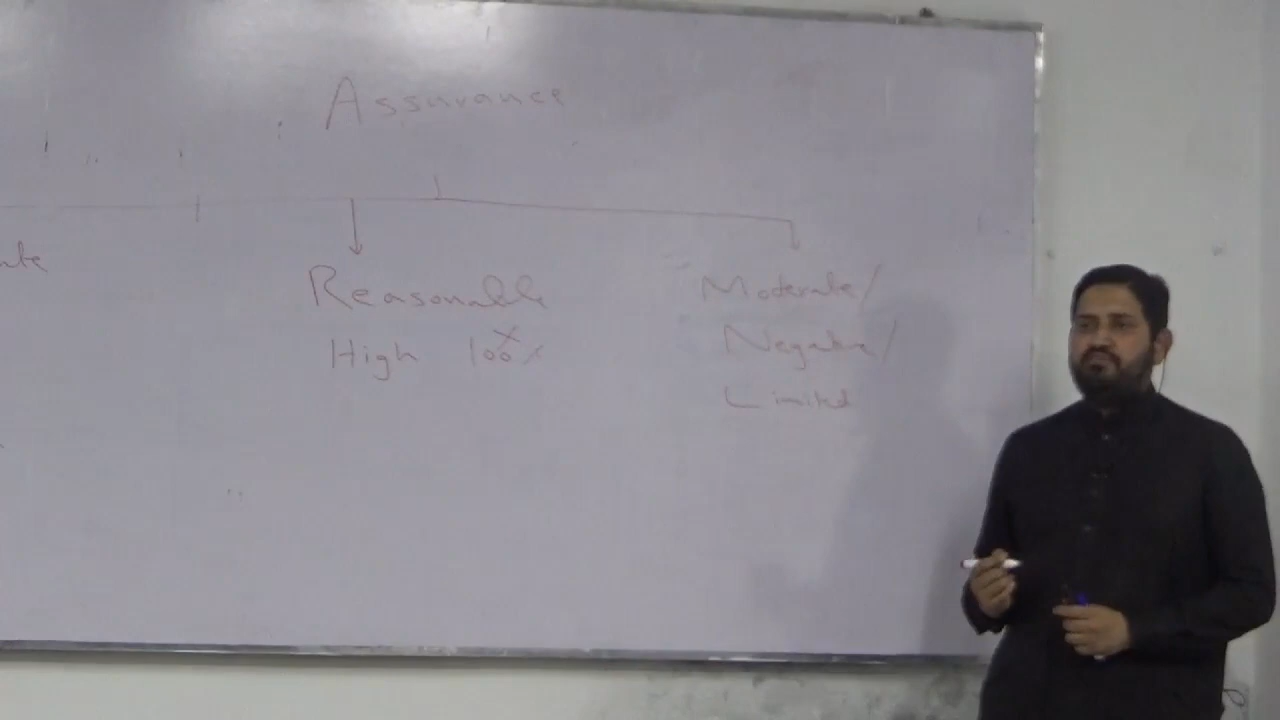 Assurance
Reasonable
High 100%
X
Moderate/
Negative/
Limited